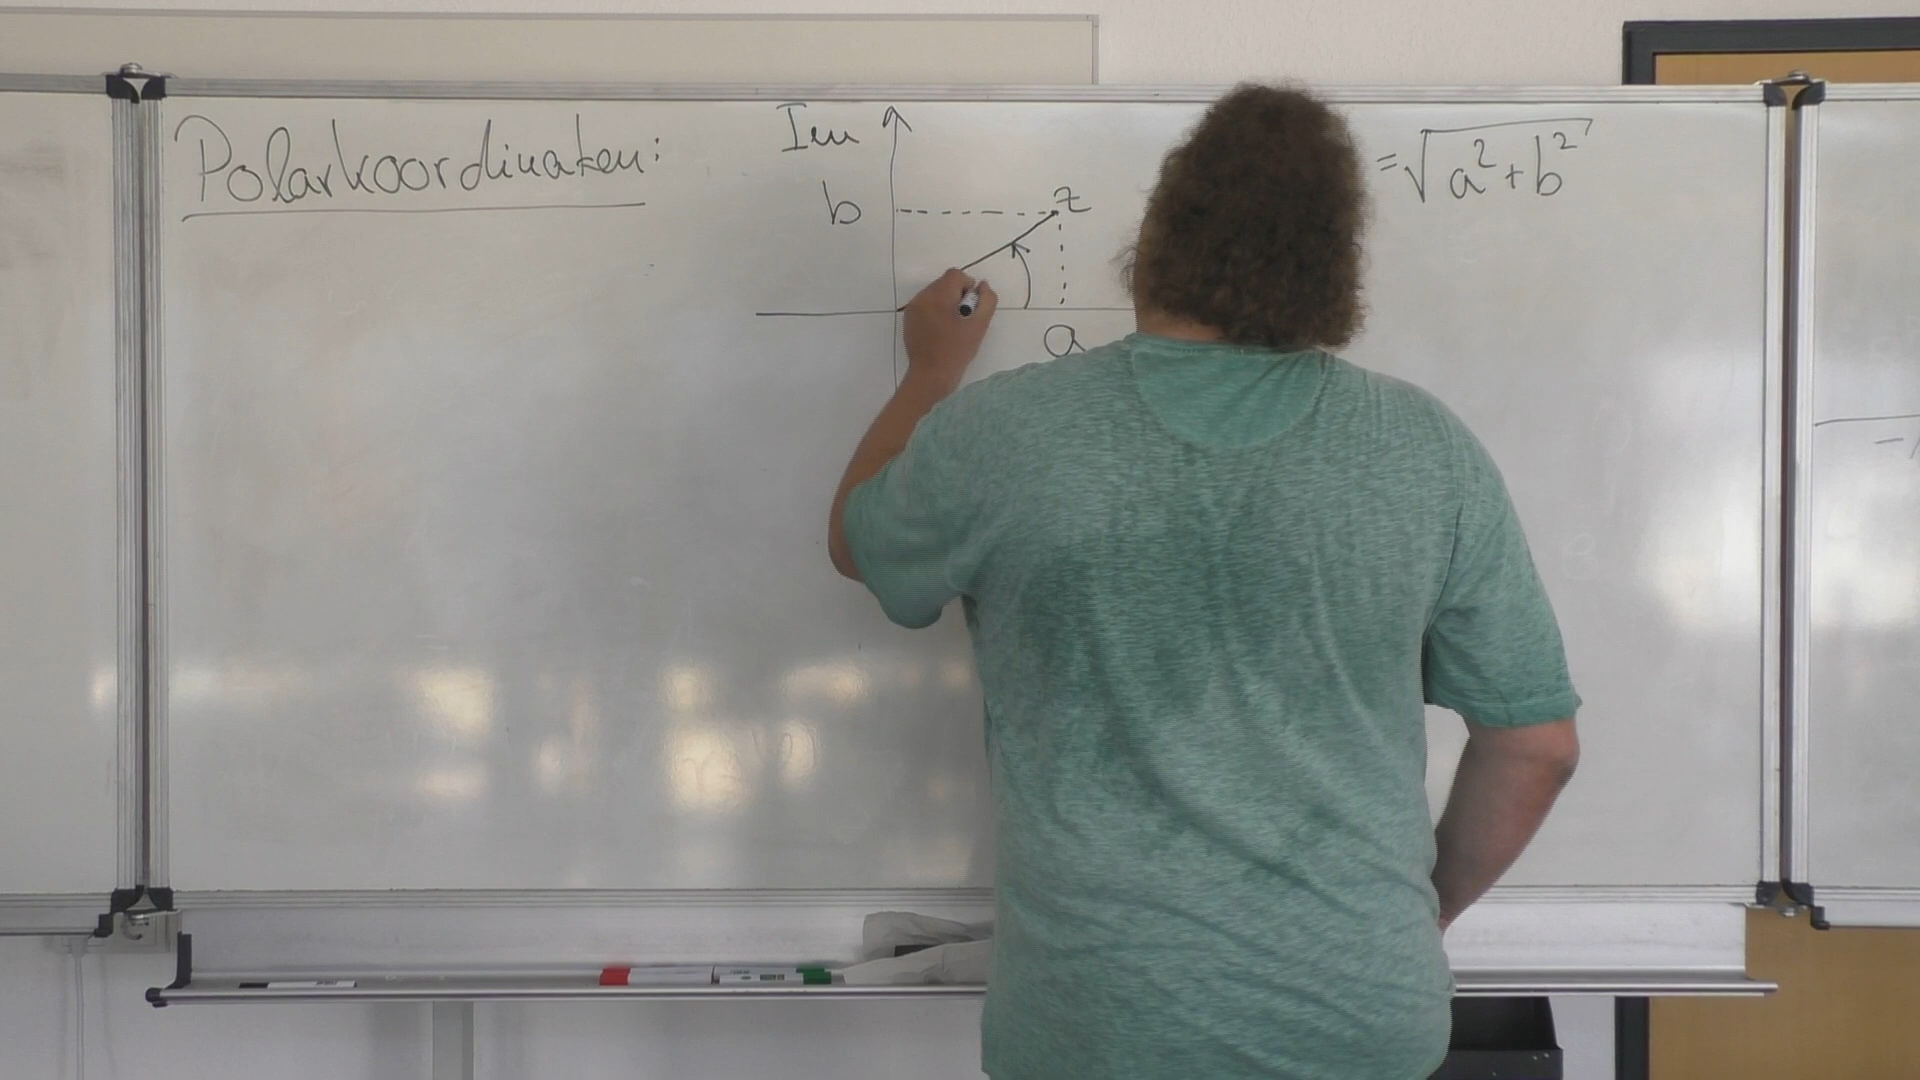 Polarkoordinaten:
Im
b
z
a
=√a²+b²